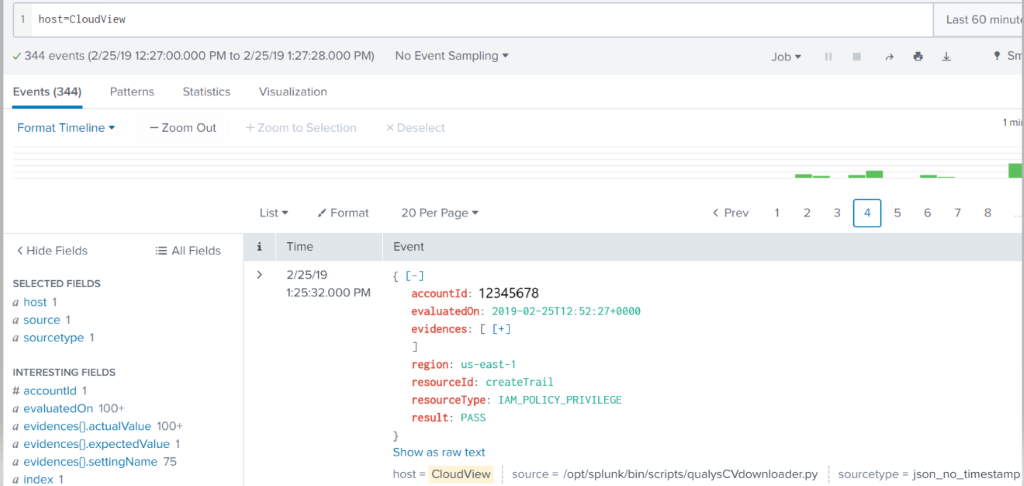 1 host=CloudView Last 60 minut
✓ 344 events (2/25/19 12:27:00.000 PM to 2/25/19 1:27:28.000 PM) No Event Sampling Job Sm
Events (344) Patterns Statistics Visualization
Format Timeline — Zoom Out + Zoom to Selection × Deselect 1 mi
List Format 20 Per Page < Prev 1 2 3 4 5 6 7 8 ...
< Hide Fields All Fields i Time Event
SELECTED FIELDS
a host 1
a source 1
a sourcetype 1
INTERESTING FIELDS
# accountId 1
a evaluatedOn 100+
a evidences{}.actualValue 100+
a evidences{}.expectedValue 1
a evidences{}.settingName 75
a index 1
> 2/25/19
1:25:32.000 PM
{ [-]
accountId: 12345678
evaluatedOn: 2019-02-25T12:52:27+0000
evidences: [ [+]
]
region: us-east-1
resourceId: createTrail
resourceType: IAM_POLICY_PRIVILEGE
result: PASS
}
Show as raw text
host = CloudView source = /opt/splunk/bin/scripts/qualysCVdownloader.py sourcetype = json_no_timestamp